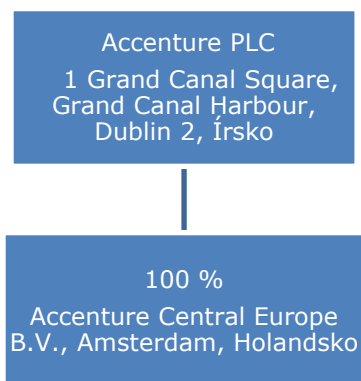 Accenture PLC
1 Grand Canal Square,
Grand Canal Harbour,
Dublin 2, Írsko
100 %
Accenture Central Europe
B.V., Amsterdam, Holandsko